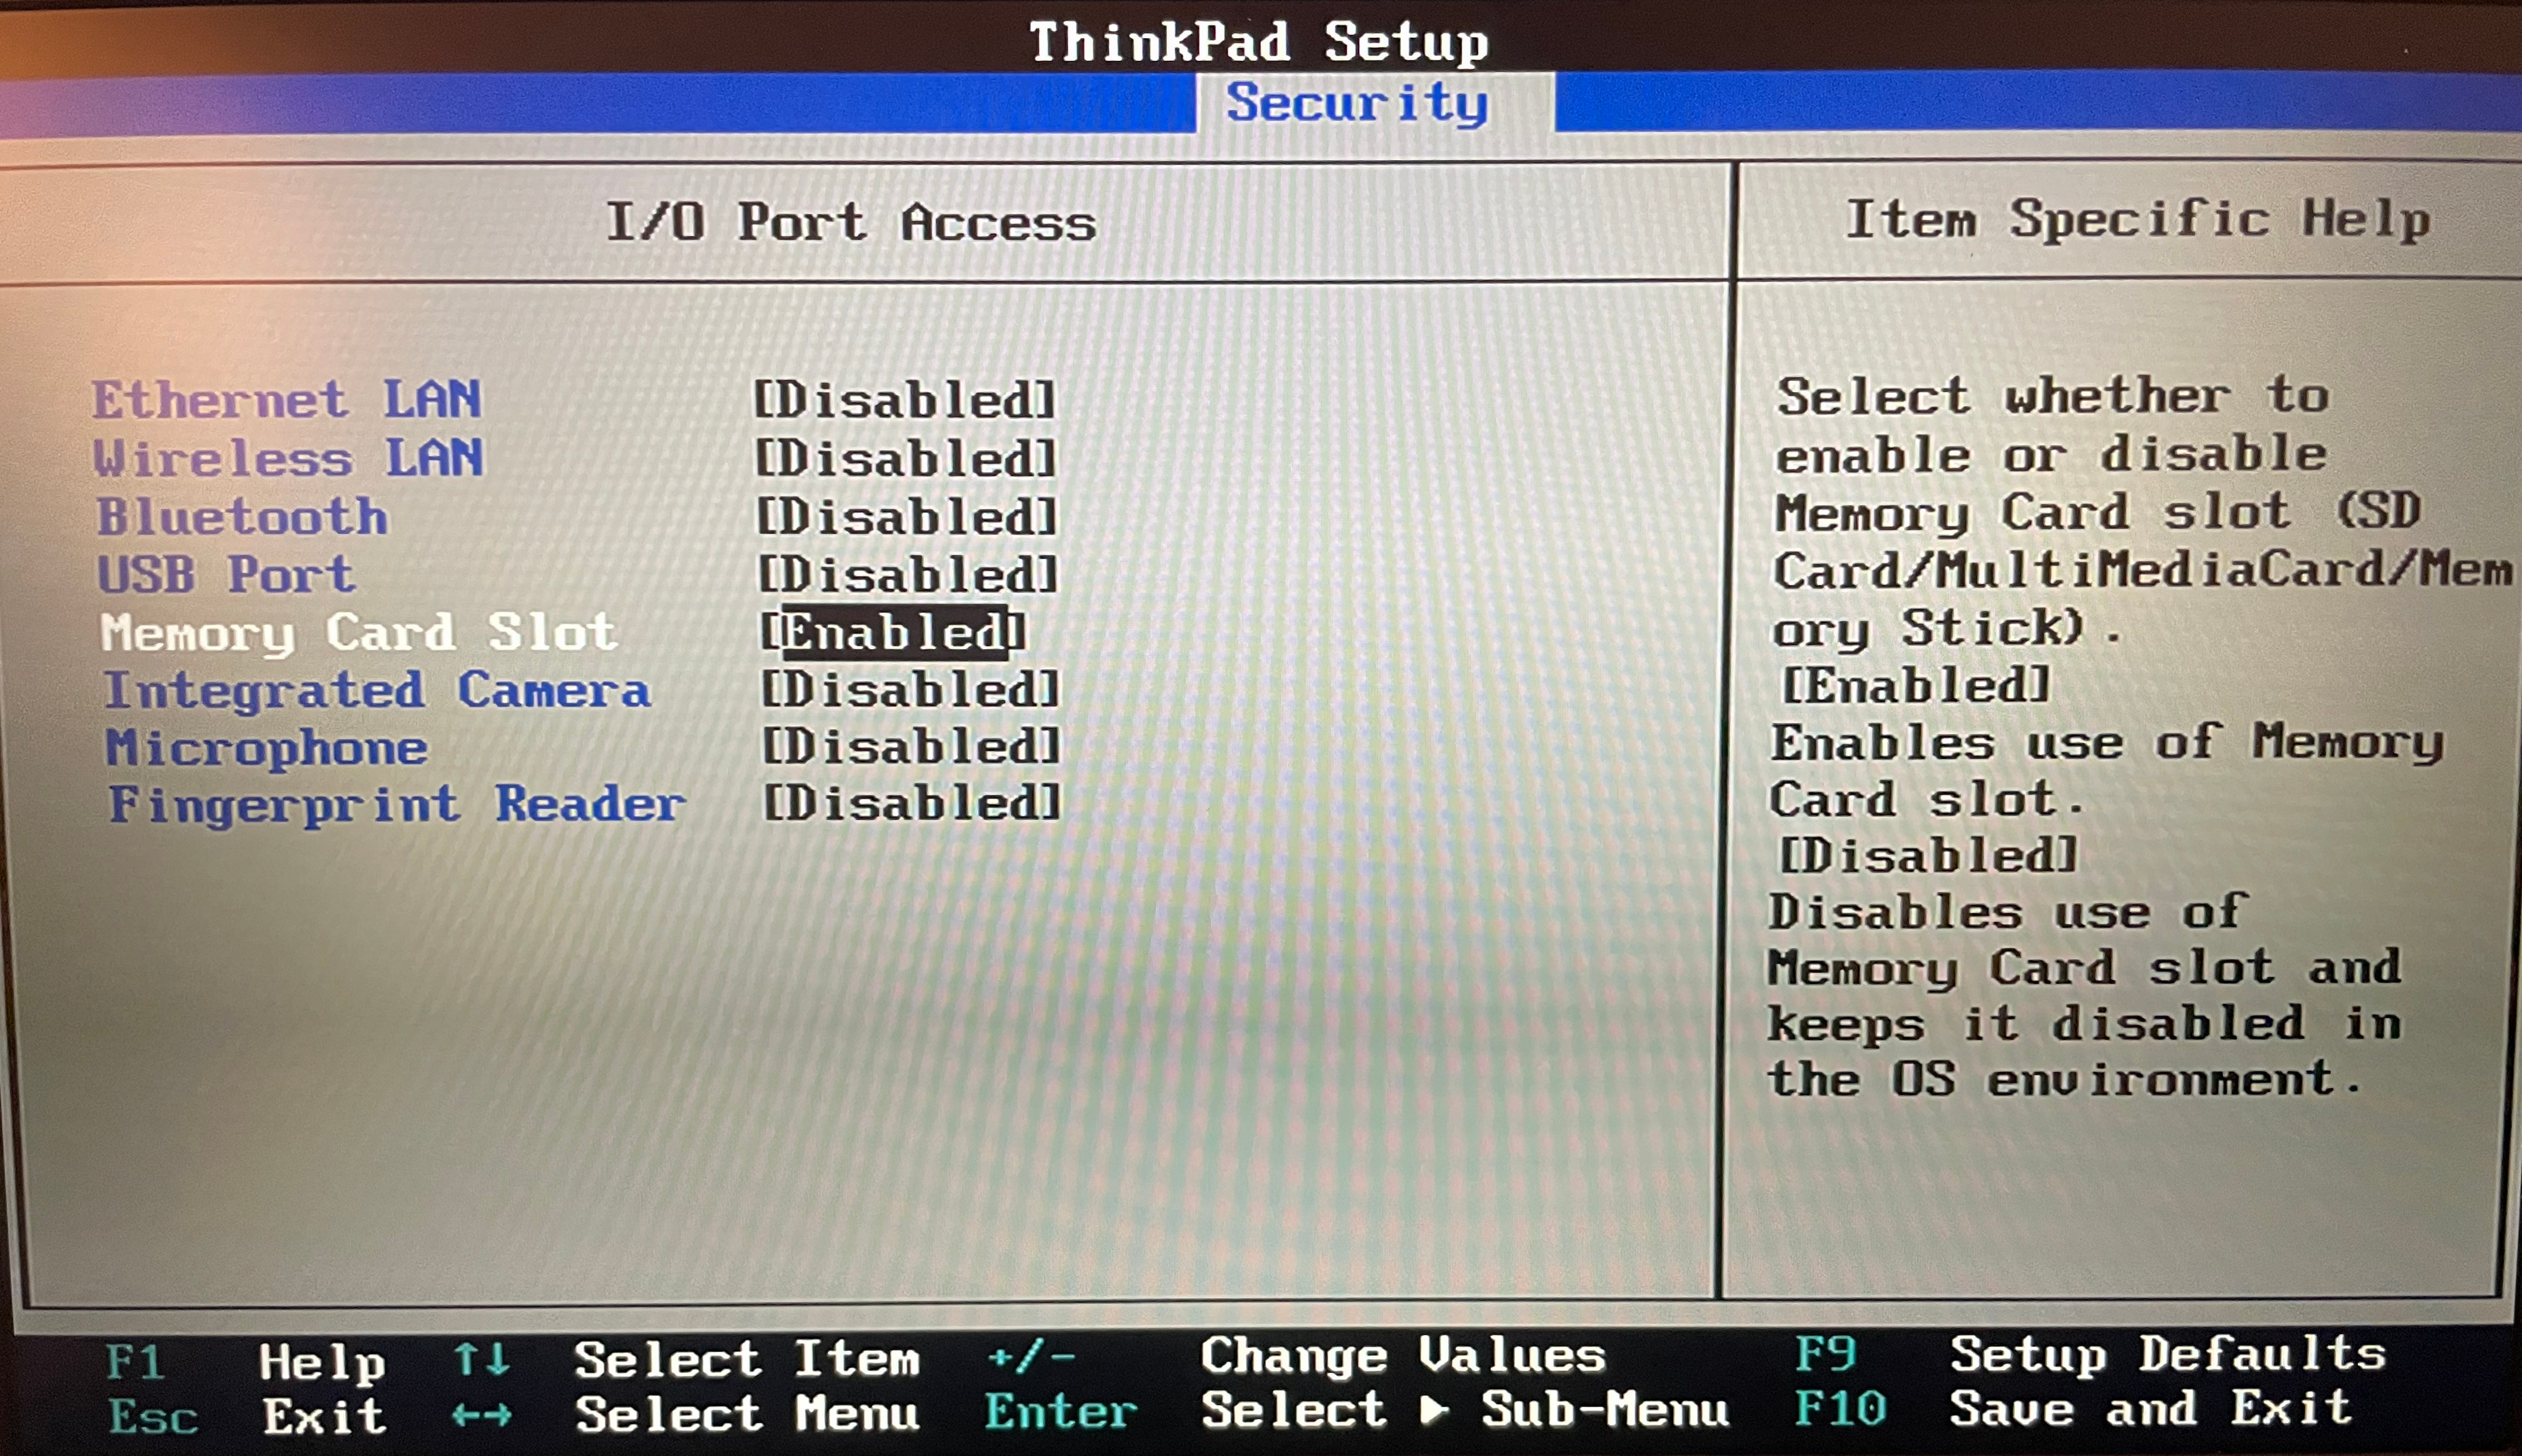 ThinkPad Setup
Security
I/O Port Access
Ethernet LAN [Disabled]
Wireless LAN [Disabled]
Bluetooth [Disabled]
USB Port [Disabled]
Memory Card Slot [Enabled]
Integrated Camera [Disabled]
Microphone [Disabled]
Fingerprint Reader [Disabled]
Item Specific Help
Select whether to
enable or disable
Memory Card slot (SD
Card/MultiMediaCard/Mem
ory Stick).
[Enabled]
Enables use of Memory
Card slot.
[Disabled]
Disables use of
Memory Card slot and
keeps it disabled in
the OS environment.
F1 Help ↑↓ Select Item +/- Change Values F9 Setup Defaults
Esc Exit ←→ Select Menu Enter Select ► Sub-Menu F10 Save and Exit